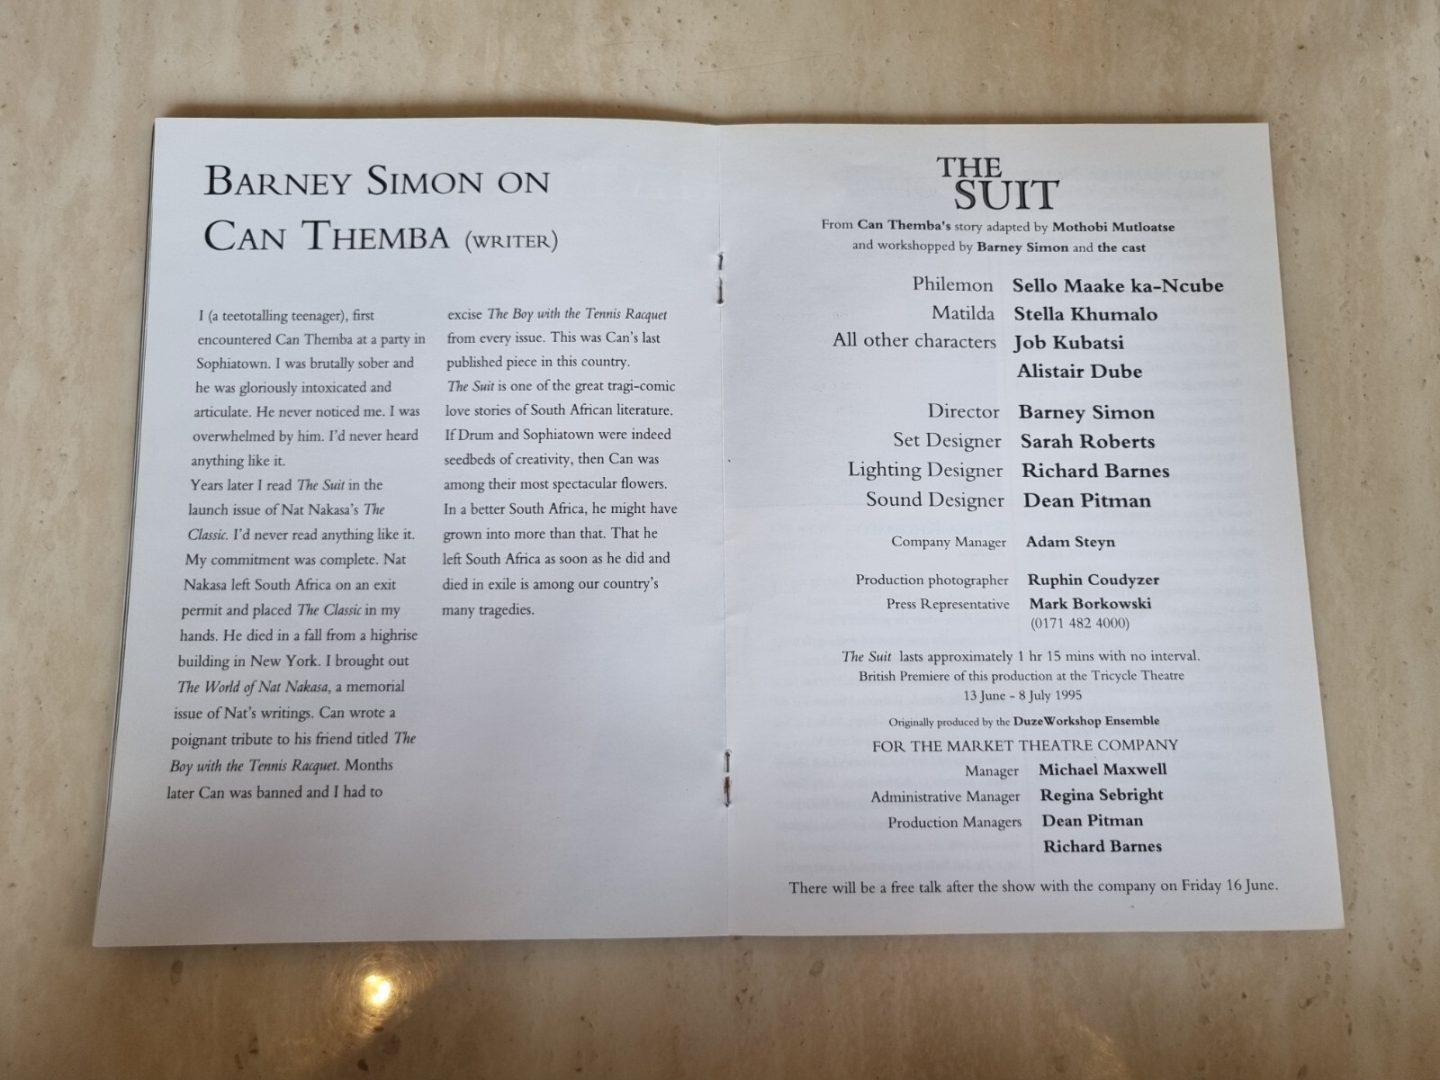 BARNEY SIMON ON
CAN THEMBA (WRITER)
I (a teetotalling teenager), first
encountered Can Themba at a party in
Sophiatown. I was brutally sober and
he was gloriously intoxicated and
articulate. He never noticed me. I was
overwhelmed by him. I'd never heard
anything like it.
Years later I read The Suit in the
launch issue of Nat Nakasa's The
Classic. I'd never read anything like it.
My commitment was complete. Nat
Nakasa left South Africa on an exit
permit and placed The Classic in my
hands. He died in a fall from a highrise
building in New York. I brought out
The World of Nat Nakasa, a memorial
issue of Nat's writings. Can wrote a
poignant tribute to his friend titled The
Boy with the Tennis Racquet. Months
later Can was banned and I had to
excise The Boy with the Tennis Racquet
from every issue. This was Can's last
published piece in this country.
The Suit is one of the great tragi-comic
love stories of South African literature.
If Drum and Sophiatown were indeed
seedbeds of creativity, then Can was
among their most spectacular flowers.
In a better South Africa, he might have
grown into more than that. That he
left South Africa as soon as he did and
died in exile is among our country's
many tragedies.
THE
SUIT
From Can Themba's story adapted by Mothobi Mutloatse
and workshopped by Barney Simon and the cast
Philemon Sello Maake ka-Ncube
Matilda Stella Khumalo
All other characters Job Kubatsi
Alistair Dube
Director Barney Simon
Set Designer Sarah Roberts
Lighting Designer Richard Barnes
Sound Designer Dean Pitman
Company Manager Adam Steyn
Production photographer Ruphin Coudyzer
Press Representative Mark Borkowski
(0171 482 4000)
The Suit lasts approximately 1 hr 15 mins with no interval.
British Premiere of this production at the Tricycle Theatre
13 June - 8 July 1995
Originally produced by the DuzeWorkshop Ensemble
FOR THE MARKET THEATRE COMPANY
Manager Michael Maxwell
Administrative Manager Regina Sebright
Production Managers Dean Pitman
Richard Barnes
There will be a free talk after the show with the company on Friday 16 June.